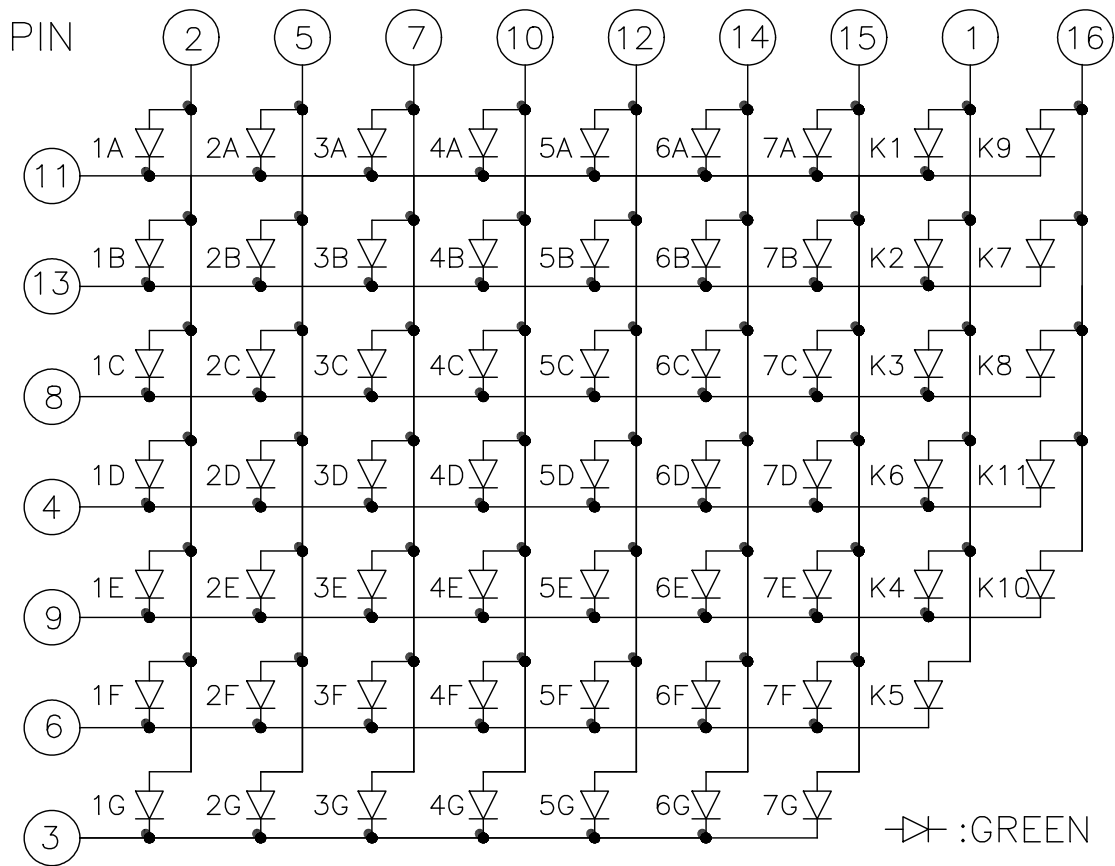 PIN 2 5 7 10 12 14 15 1 16
1A 2A 3A 4A 5A 6A 7A K1 K9
11
1B 2B 3B 4B 5B 6B 7B K2 K7
13
1C 2C 3C 4C 5C 6C 7C K3 K8
8
1D 2D 3D 4D 5D 6D 7D K6 K11
4
1E 2E 3E 4E 5E 6E 7E K4 K10
9
1F 2F 3F 4F 5F 6F 7F K5
6
1G 2G 3G 4G 5G 6G 7G
3
:GREEN